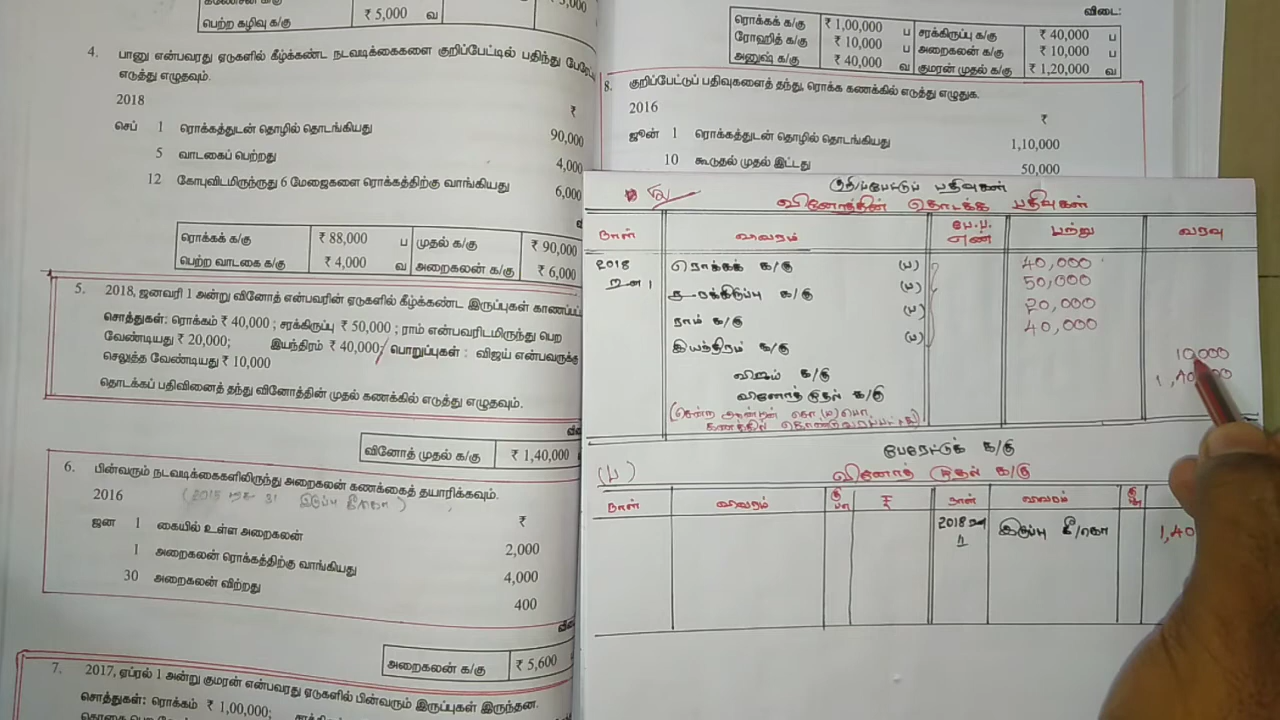 பெற்ற கழிவு க/கு ₹ 5,000 வ
4. பானு என்பவரது ஏடுகளில் கீழ்க்கண்ட நடவடிக்கைகளை குறிப்பேட்டில் பதிந்து
எடுத்து எழுதவும்.
2018 ₹
செப் 1 ரொக்கத்துடன் தொழில் தொடங்கியது 90,000
5 வாடகைப் பெற்றது 4,000
12 கோபுவிடமிருந்து 6 மேஜைகளை ரொக்கத்திற்கு வாங்கியது 6,000
ரொக்கக் க/கு ₹ 88,000 ப முதல் க/கு ₹ 90,000
பெற்ற வாடகை க/கு ₹ 4,000 வ அறைகலன் க/கு ₹ 6,000
5. 2018, ஜனவரி 1 அன்று வினோத் என்பவரின் ஏடுகளில் கீழ்க்கண்ட இருப்புகள்
சொத்துகள்: ரொக்கம் ₹ 40,000 ; சரக்கிருப்பு ₹ 50,000 ; ராம் என்பவரிடமிருந்து பெற
வேண்டியது ₹ 20,000; இயந்திரம் ₹ 40,000; பொறுப்புகள் : விஜய் என்பவருக்கு
செலுத்த வேண்டியது ₹ 10,000
தொடக்கப் பதிவினைத் தந்து வினோத்தின் முதல் கணக்கில் எடுத்து எழுதவும்.
வினோத் முதல் க/கு ₹ 1,40,000
6. பின்வரும் நடவடிக்கைகளிலிருந்து அறைகலன் கணக்கைத் தயாரிக்கவும்.
2016 ₹
ஜன 1 கையில் உள்ள அறைகலன் 2,000
1 அறைகலன் ரொக்கத்திற்கு வாங்கியது 4,000
30 அறைகலன் விற்றது 400
அறைகலன் க/கு ₹ 5,600
7. 2017, ஏப்ரல் 1 அன்று குமரன் என்பவரது ஏடுகளில் பின்வரும் இருப்புகள் இருந்தன.
சொத்துகள்: ரொக்கம் ₹ 1,00,000;
விடை:
ரொக்கக் க/கு ₹ 1,00,000 ப சரக்கிருப்பு க/கு ₹ 40,000 ப
ரோஹித் க/கு ₹ 10,000 ப அறைகலன் க/கு ₹ 10,000 ப
அனுஷ் க/கு ₹ 40,000 வ குமரன் முதல் க/கு ₹ 1,20,000 வ
8. குறிப்பேட்டுப் பதிவுகளைத் தந்து, ரொக்க கணக்கில் எடுத்து எழுதுக.
2016 ₹
ஜூன் 1 ரொக்கத்துடன் தொழில் தொடங்கியது 1,10,000
10 கூடுதல் முதல் இட்டது 50,000
குறிப்பேட்டுப் பதிவுகள்
வினோத்தின் தொடக்க பதிவுகள்
நாள் விவரம் பே.ப. எண் பற்று வரவு
2018 ரொக்கக் க/கு (ப) 40,000
ஜன 1 சரக்கிருப்பு க/கு (ப) 50,000
ராம் க/கு (ப) 20,000
இயந்திரம் க/கு (ப) 40,000
விஜய் க/கு 10,000
வினோத் முதல் க/கு
பேரேட்டுக் க/கு
(ப) வினோத் முதல் க/கு
நாள் விவரம் ₹ நாள் விவரம்
2018 ஜன 1 இருப்பு கீ/கொ 1,40